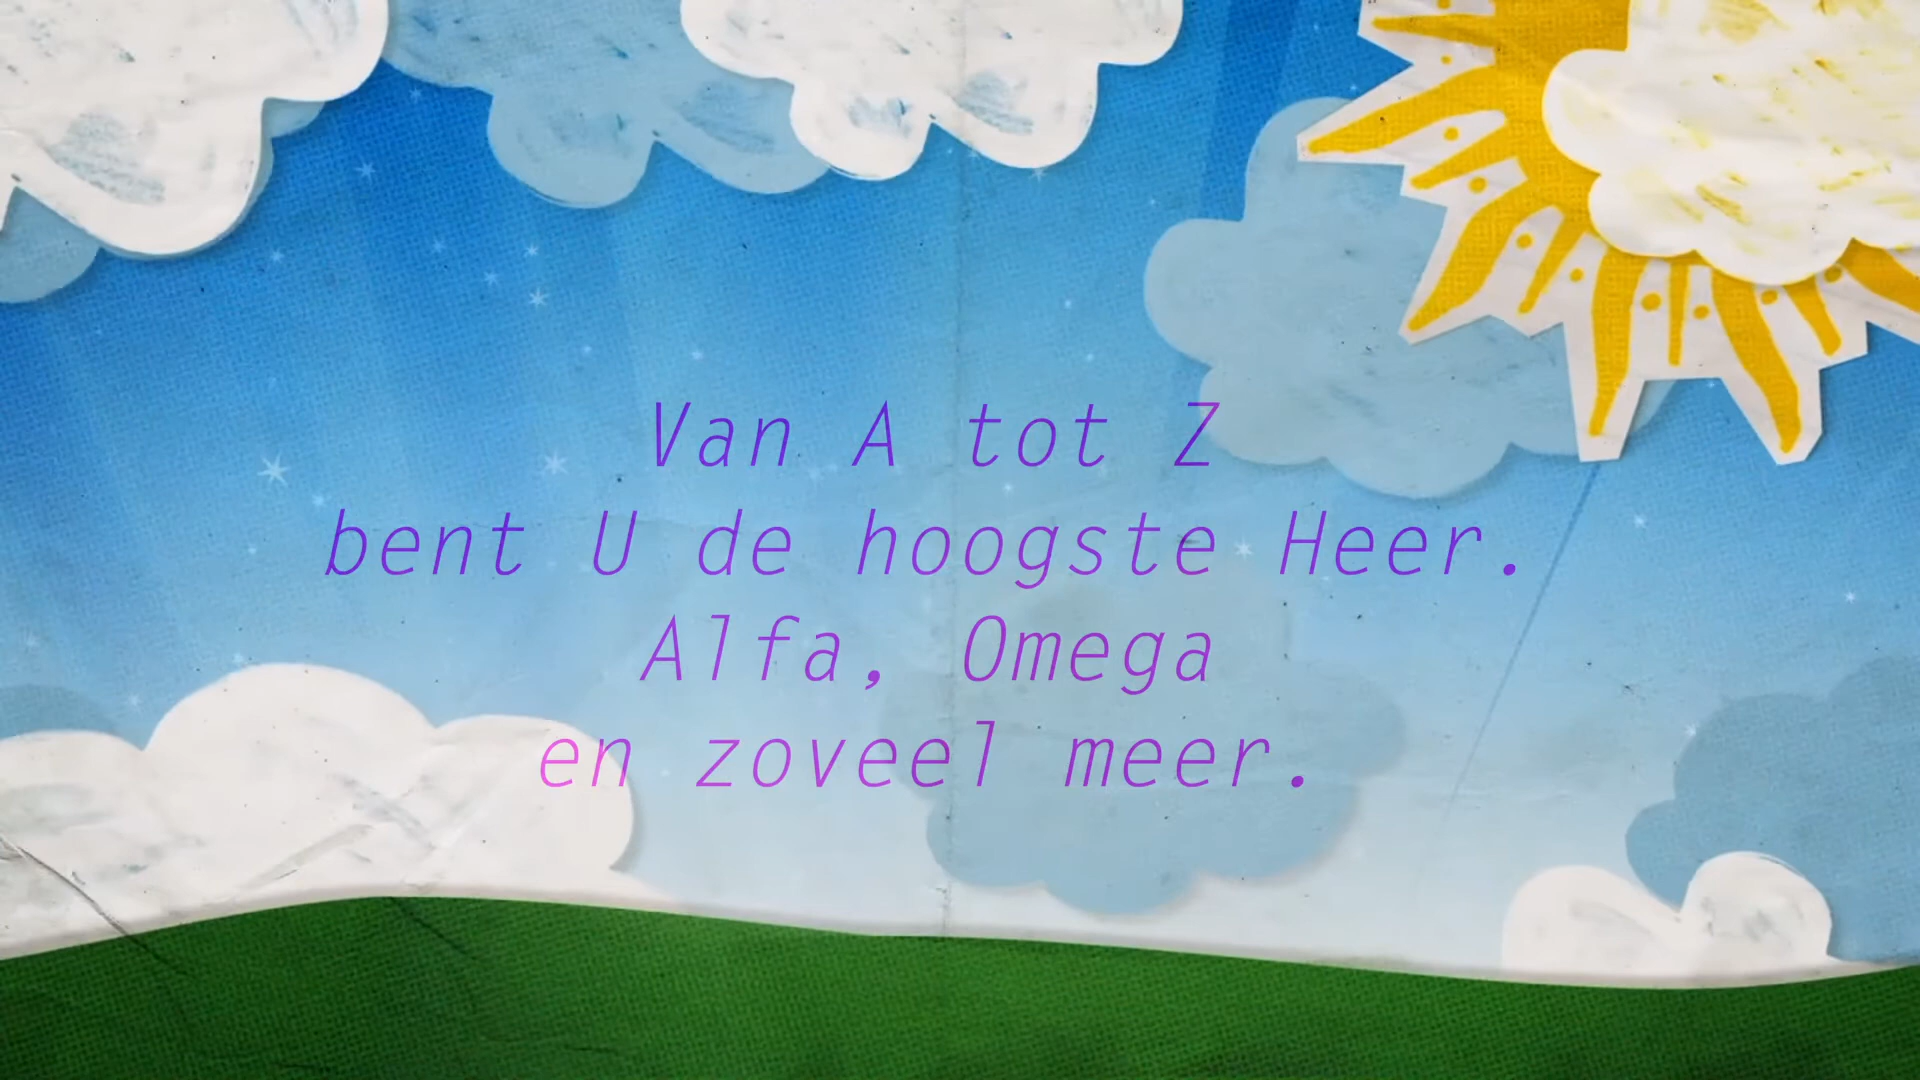 Van A tot Z
bent U de hoogste Heer.
Alfa, Omega
en zoveel meer.